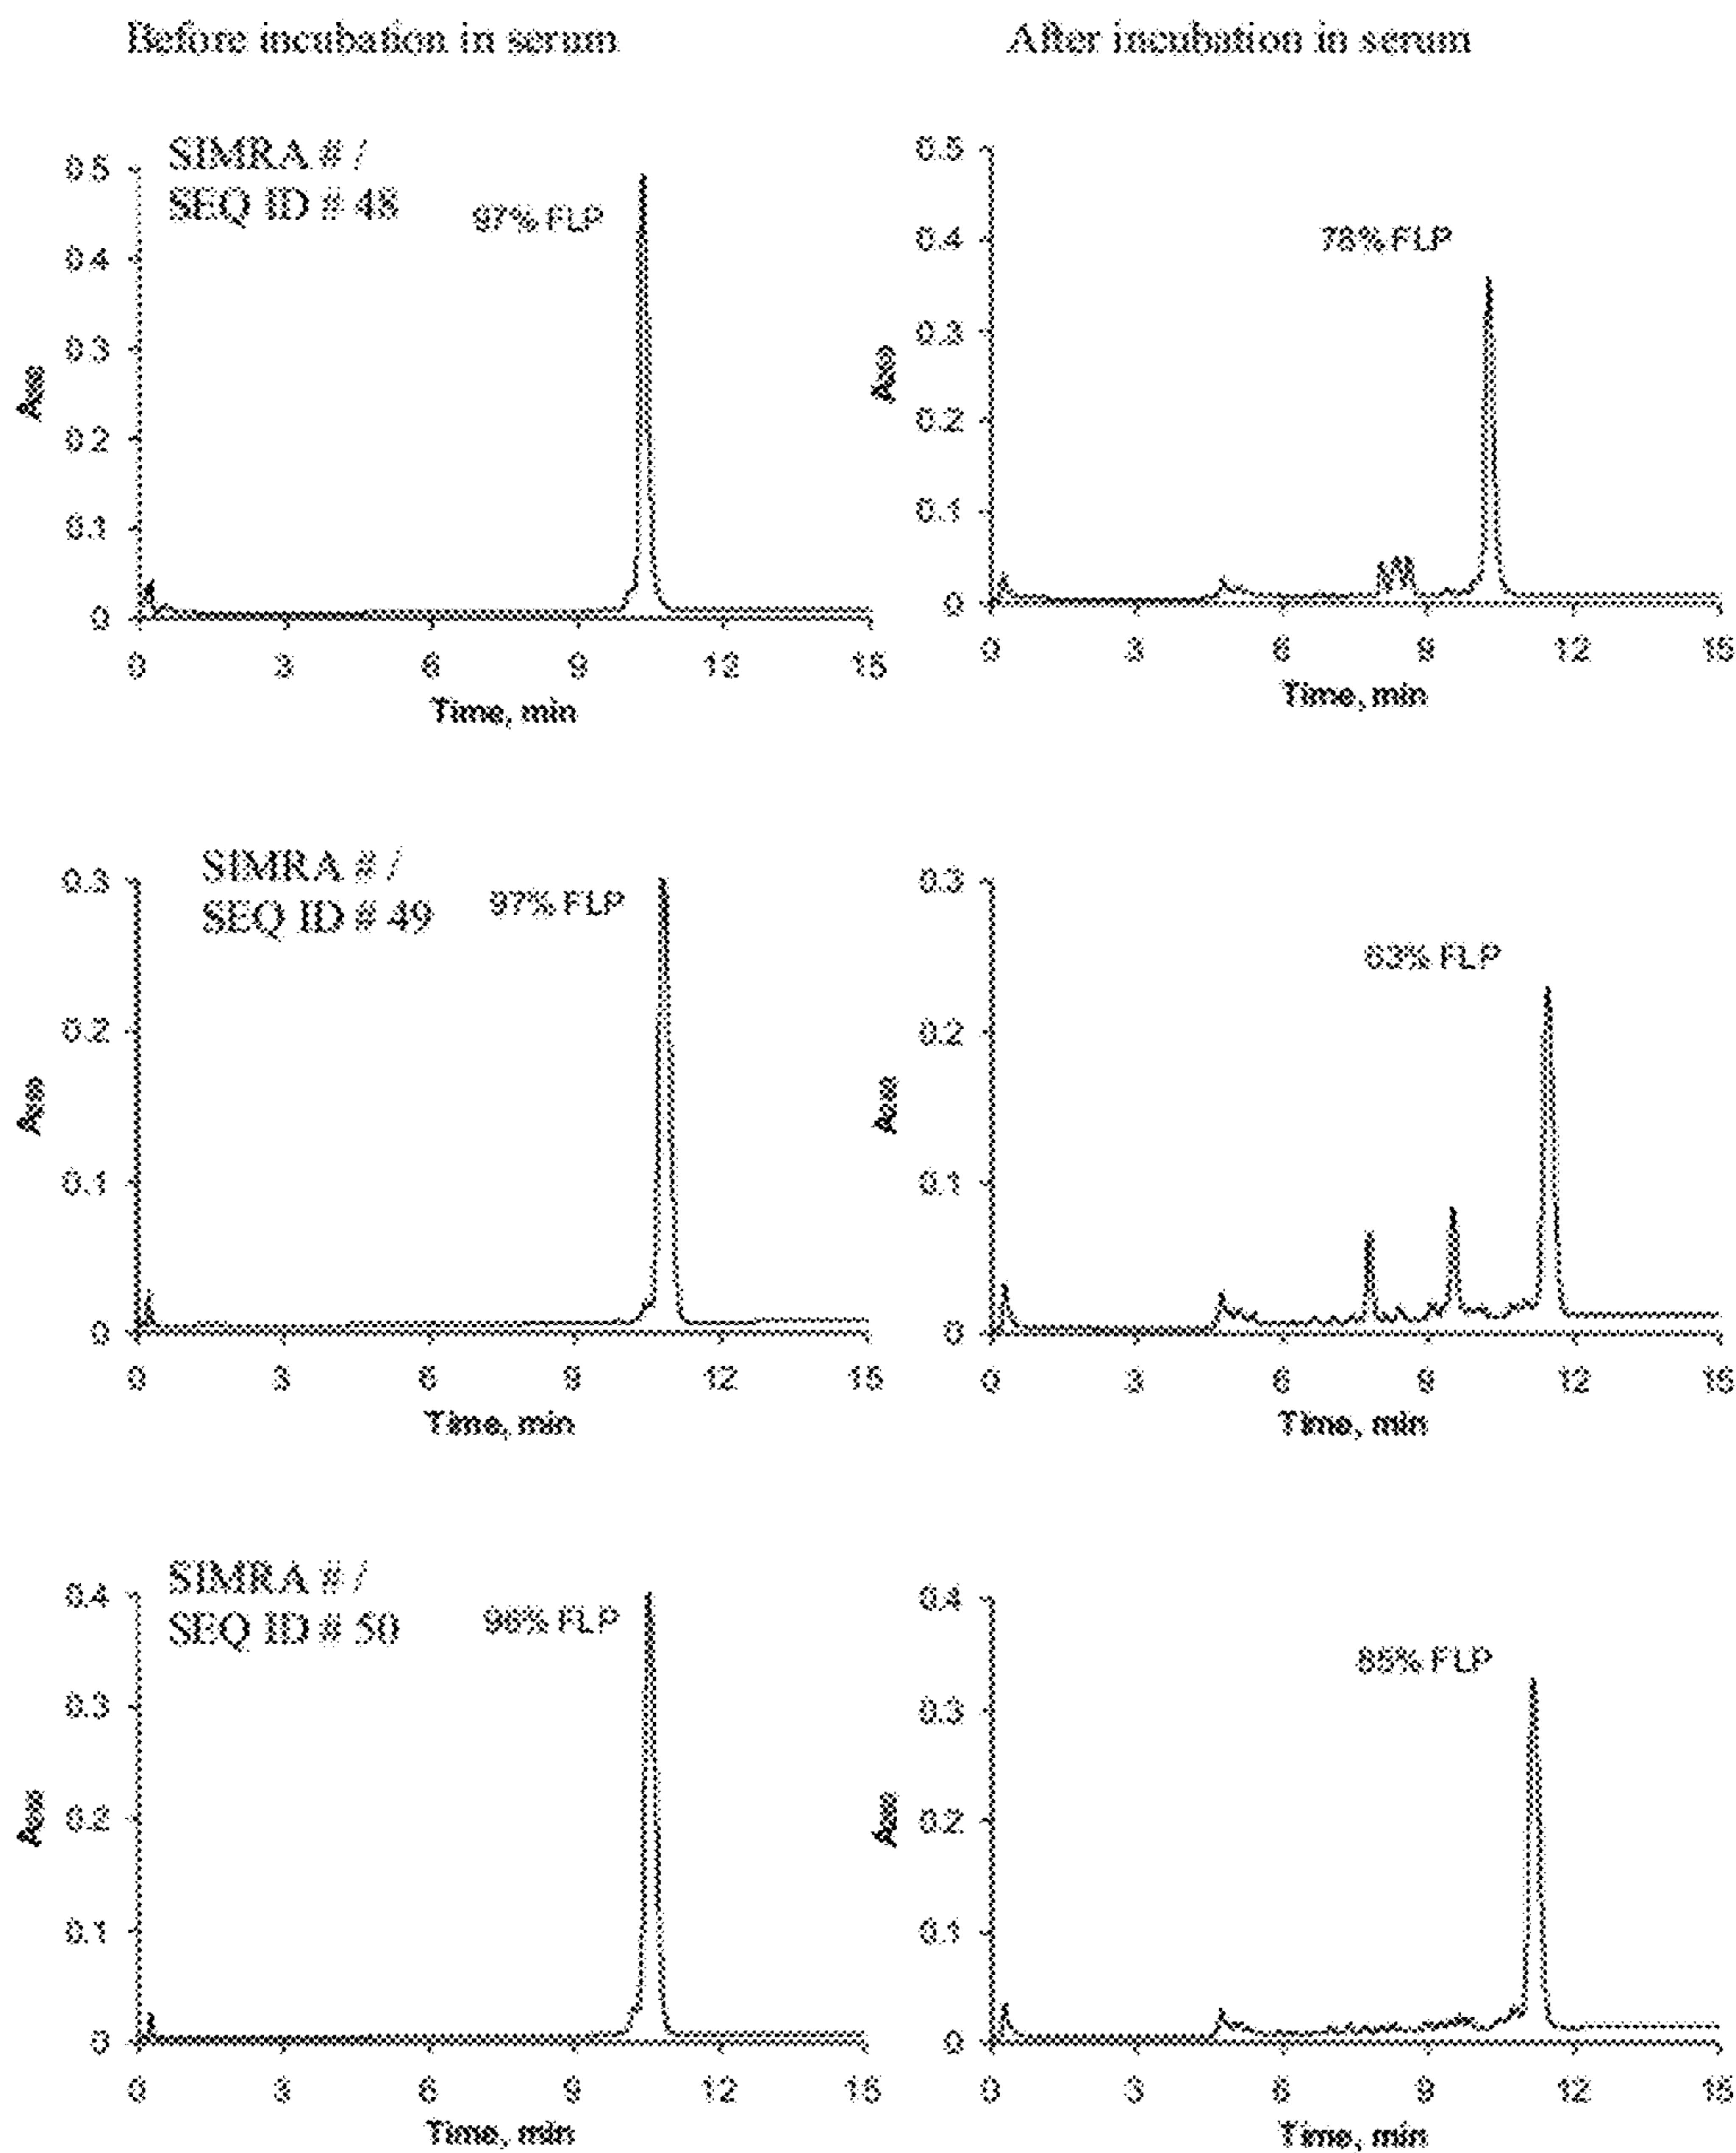 Before incubation in serum
After incubation in serum
SIMRA # /
SEQ ID # 48
97% FLP
0.5
0.4
0.3
0.2
0.1
0
0 3 6 9 12 15
Time, min
78% FLP
0.5
0.4
0.3
0.2
0.1
0
0 3 6 9 12 15
Time, min
SIMRA # /
SEQ ID # 49
97% FLP
0.3
0.2
0.1
0
0 3 6 9 12 15
Time, min
63% FLP
0.3
0.2
0.1
0
0 3 6 9 12 15
Time, min
SIMRA # /
SEQ ID # 50
FLP
0.4
0.3
0.2
0.1
0
0 3 6 9 12 15
Time, min
85% FLP
0.4
0.3
0.2
0.1
0
0 3 6 9 12 15
Time, min